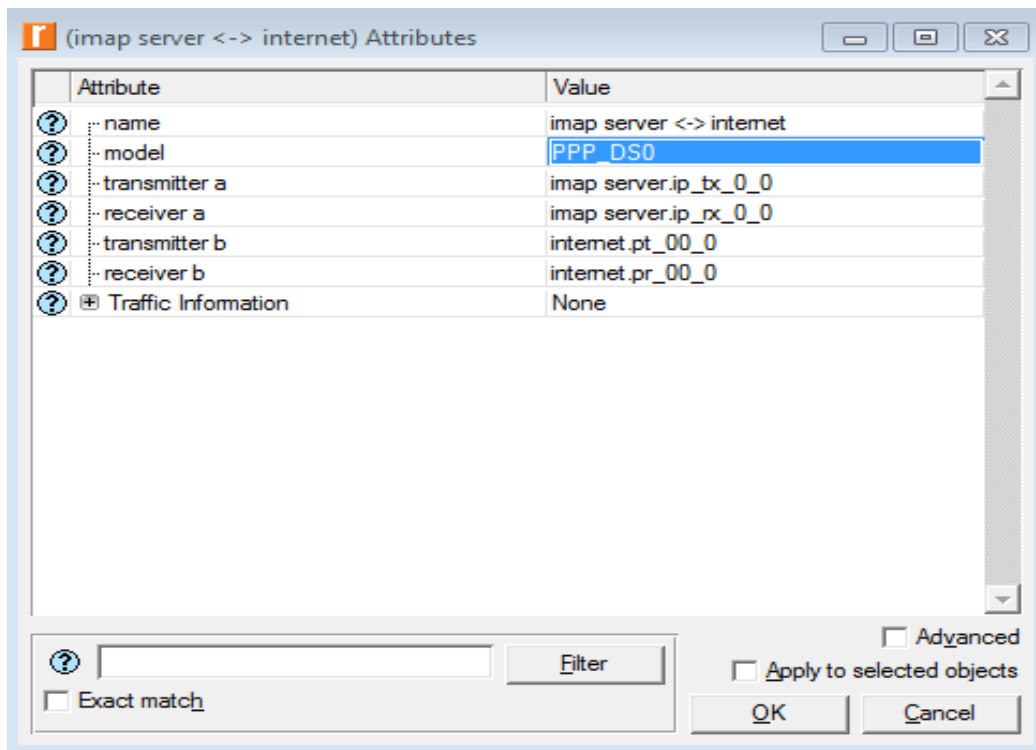 (imap server <-> internet) Attributes
Attribute Value
name imap server <-> internet
model PPP_DS0
transmitter a imap server.ip_tx_0_0
receiver a imap server.ip_rx_0_0
transmitter b internet.pt_00_0
receiver b internet.pr_00_0
Traffic Information None
Advanced
Filter
Apply to selected objects
Exact match
OK Cancel